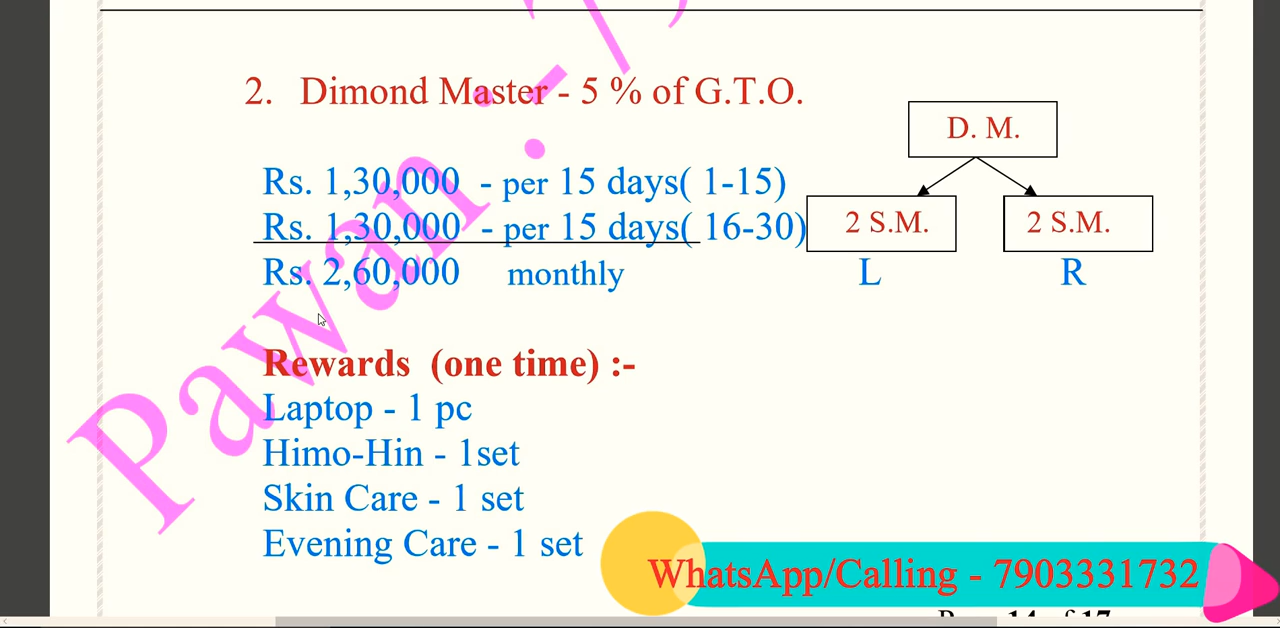 2. Dimond Master - 5 % of G.T.O.
D. M.
Rs. 1,30,000 - per 15 days( 1-15)
Rs. 1,30,000 - per 15 days( 16-30)
2 S.M.
2 S.M.
Rs. 2,60,000 monthly
L
R
Rewards (one time) :-
Laptop - 1 pc
Himo-Hin - 1set
Skin Care - 1 set
Evening Care - 1 set
Pawan :- 7
WhatsApp/Calling - 7903331732